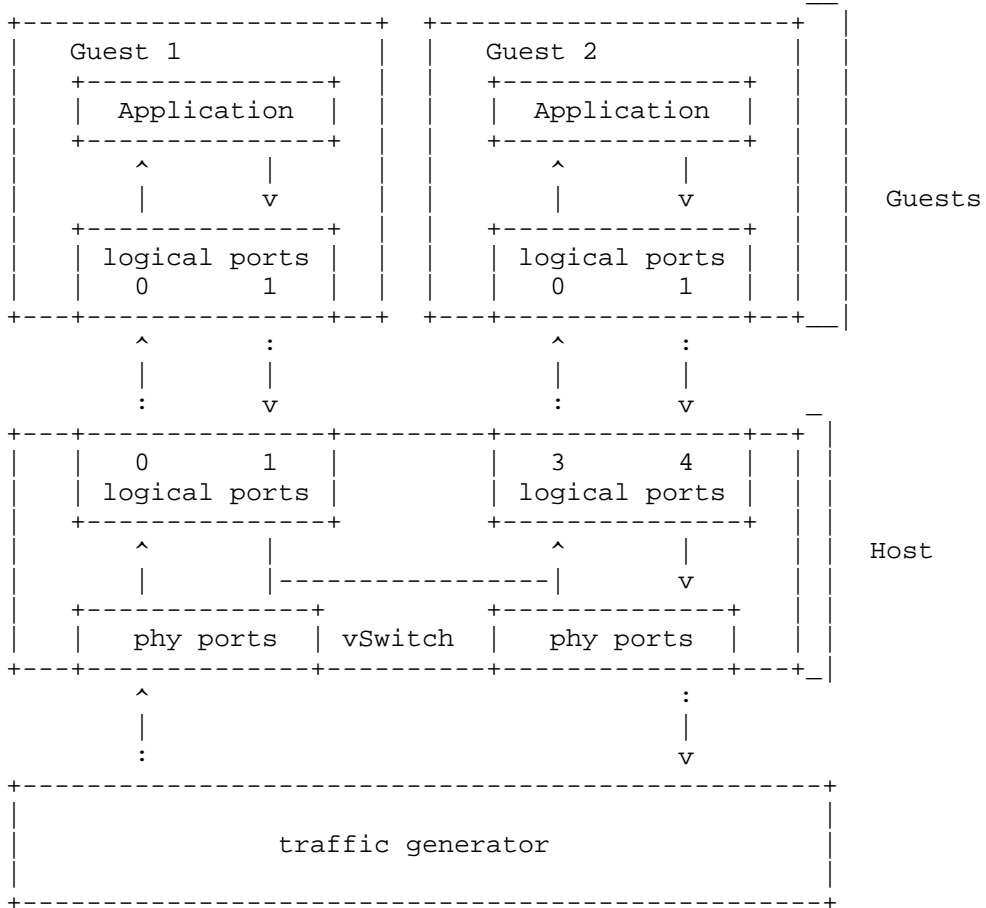 Guest 1 Guest 2
Application Application
Guests
logical ports logical ports
0 1 0 1
0 1 3 4
logical ports logical ports
Host
phy ports vSwitch phy ports
traffic generator